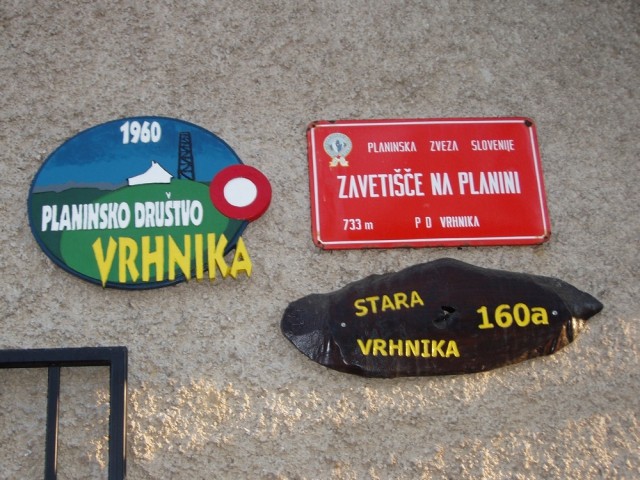 1960
PLANINSKO DRUŠTVO
VRHNIKA
PLANINSKA ZVEZA SLOVENIJE
ZAVETIŠČE NA PLANINI
733 m P D VRHNIKA
STARA
VRHNIKA
160a